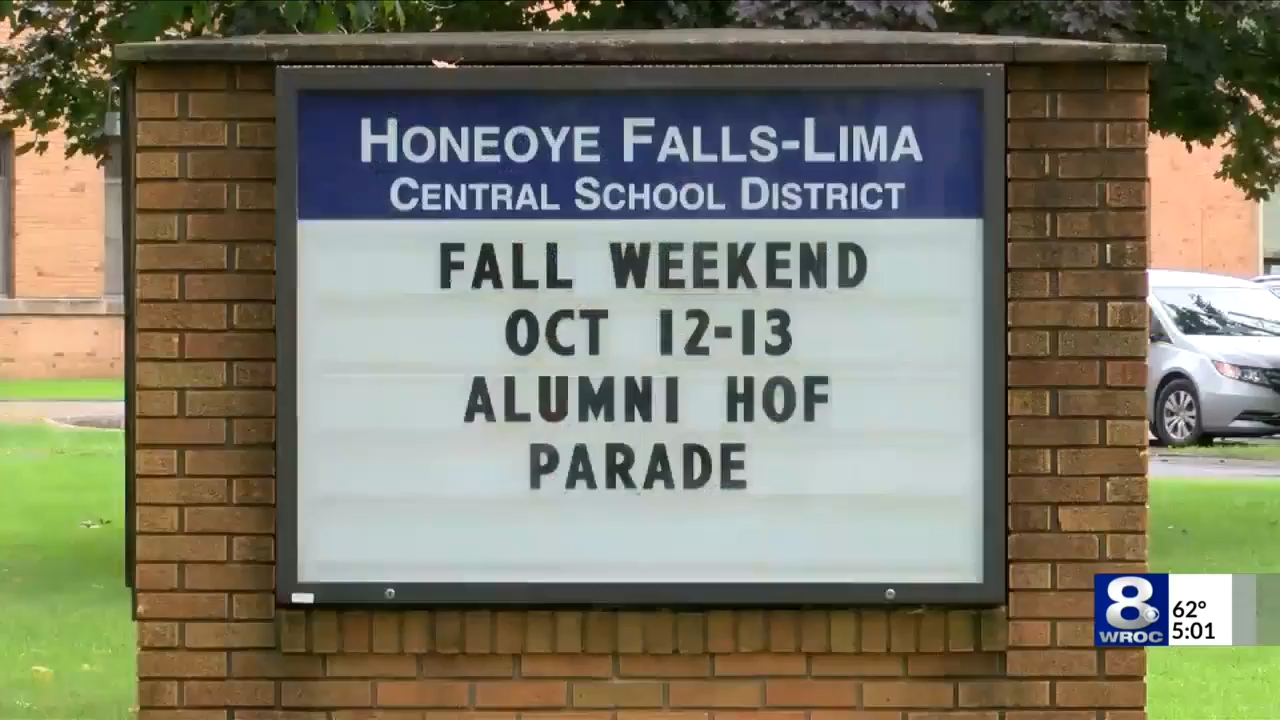 HONEOYE FALLS-LIMA
CENTRAL SCHOOL DISTRICT
FALL WEEKEND
OCT 12-13
ALUMNI HOF
PARADE
8
WROC
62°
5:01